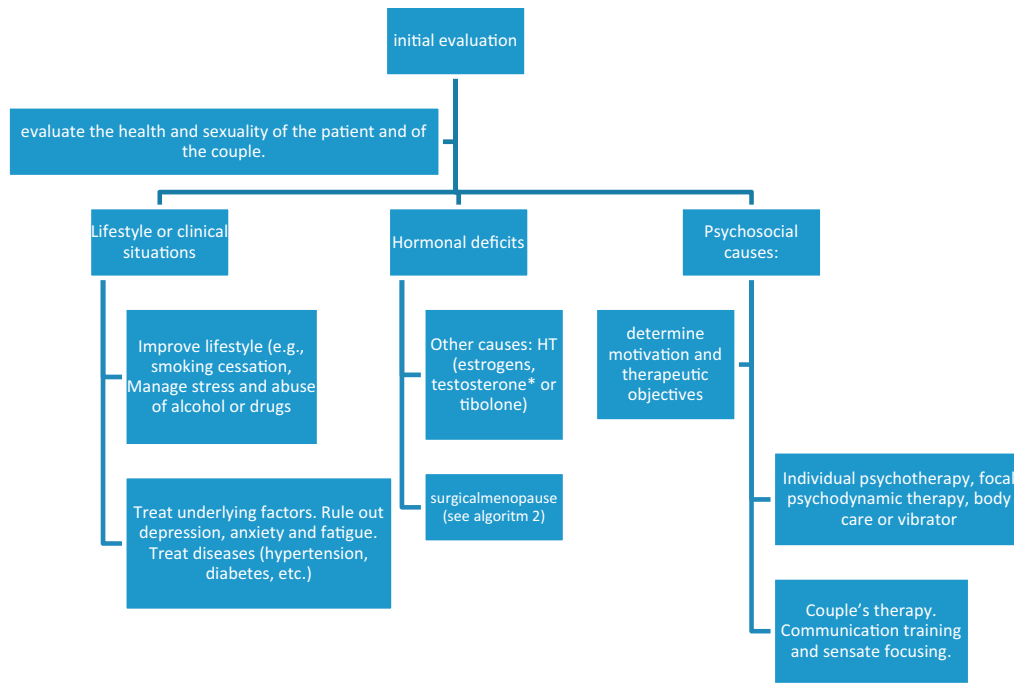 initial evaluation
evaluate the health and sexuality of the patient and of
the couple.
Lifestyle or clinical
situations
Improve lifestyle (e.g.,
smoking cessation,
Manage stress and abuse
of alcohol or drugs
Treat underlying factors. Rule out
depression, anxiety and fatigue.
Treat diseases (hypertension,
diabetes, etc.)
Hormonal deficits
Other causes: HT
(estrogens,
testosterone* or
tibolone)
surgicalmenopause
(see algoritm 2)
Psychosocial
causes:
determine
motivation and
therapeutic
objectives
Individual psychotherapy, focal
psychodynamic therapy, body
care or vibrator
Couple's therapy.
Communication training
and sensate focusing.